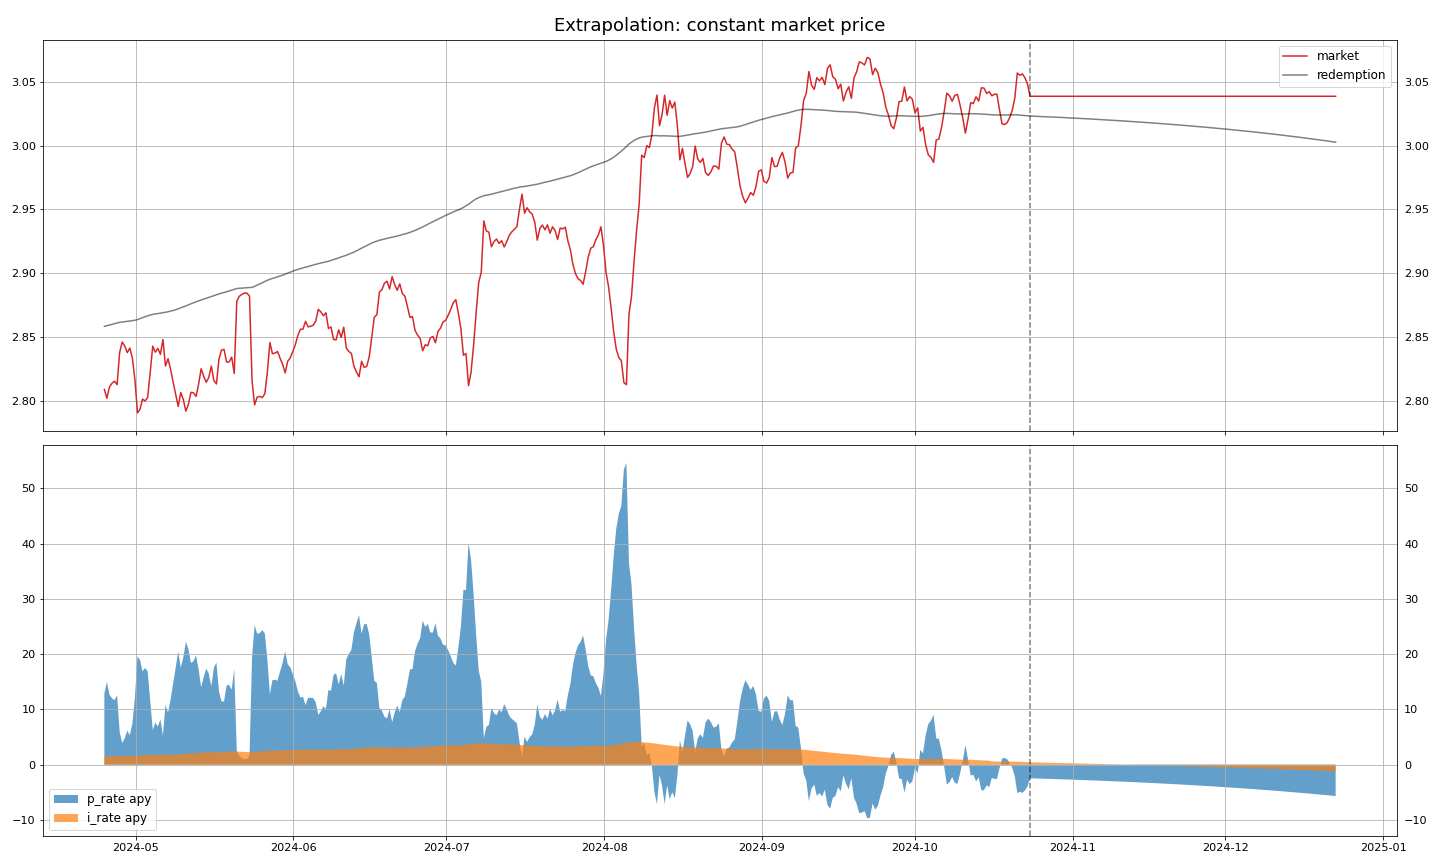 Extrapolation: constant market price
market
redemption
3.05 3.05
3.00 3.00
2.95 2.95
2.90 2.90
2.85 2.85
2.80 2.80
50 50
40 40
30 30
20 20
10 10
0 0
p_rate apy
i_rate apy
−10 −10
2024-05 2024-06 2024-07 2024-08 2024-09 2024-10 2024-11 2024-12 2025-01